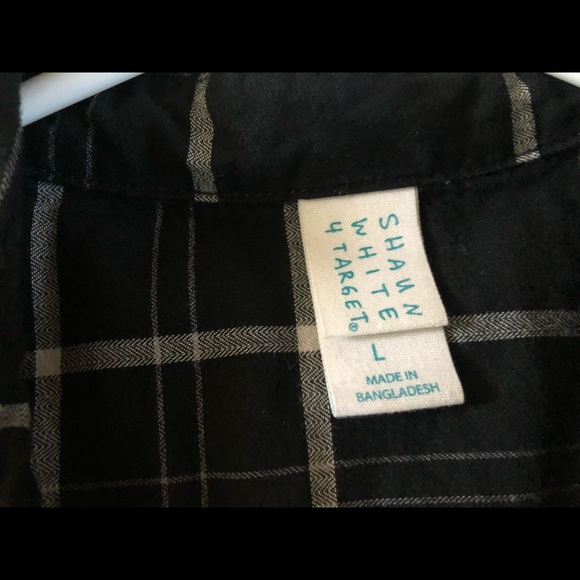 SHAUN
WHITE
4 TARGET®
L
MADE IN
BANGLADESH